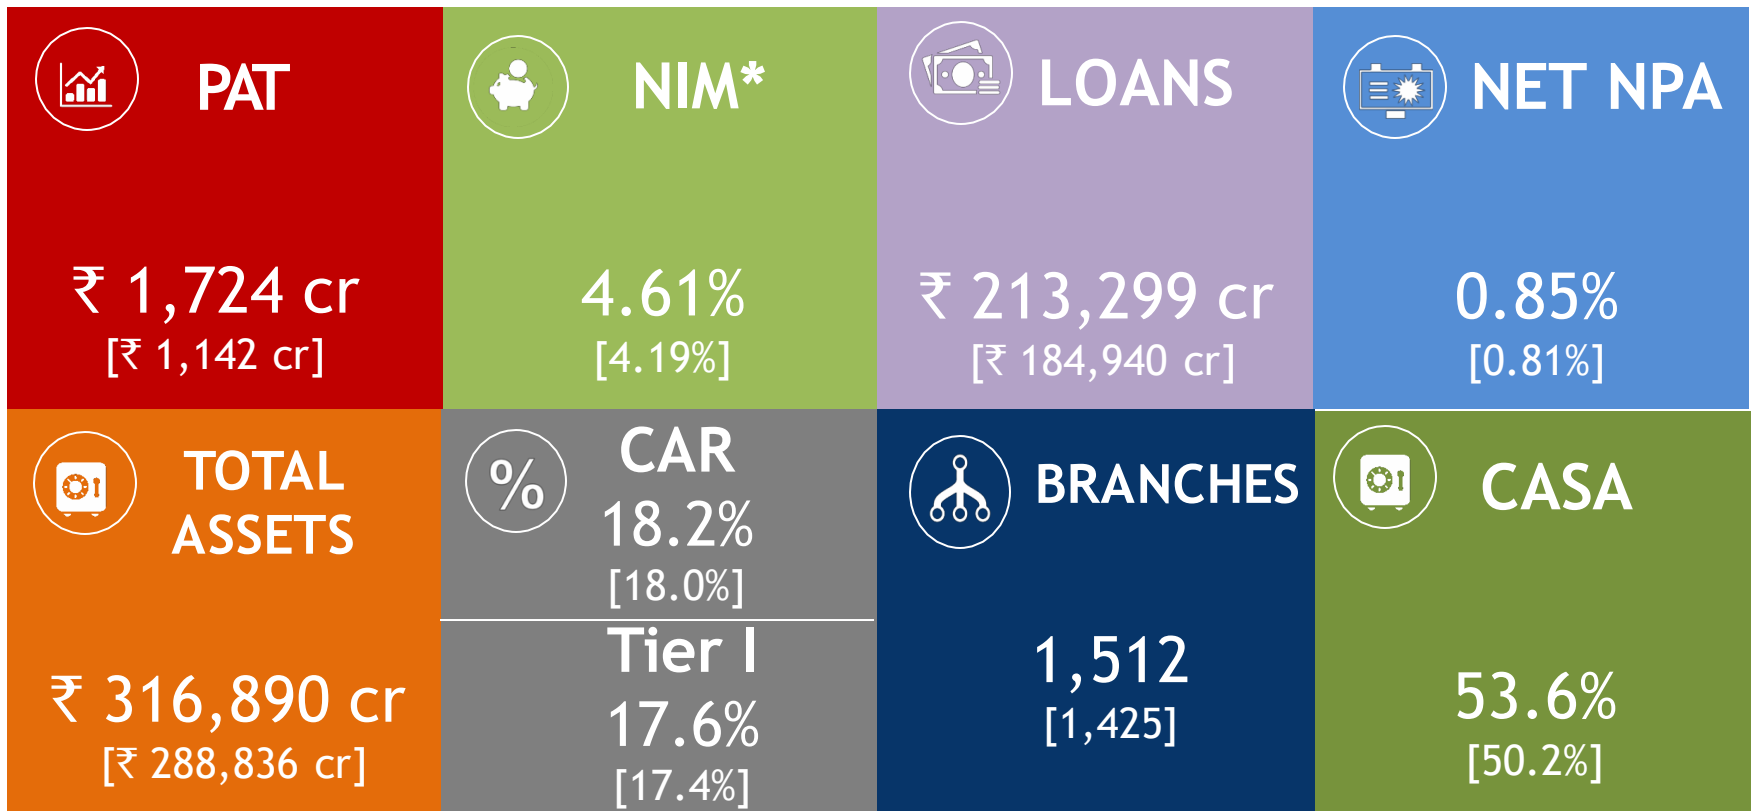 PAT
₹ 1,724 cr
[₹ 1,142 cr]
NIM*
4.61%
[4.19%]
LOANS
₹ 213,299 cr
[₹ 184,940 cr]
NET NPA
0.85%
[0.81%]
TOTAL
ASSETS
₹ 316,890 cr
[₹ 288,836 cr]
%
CAR
18.2%
[18.0%]
Tier I
17.6%
[17.4%]
BRANCHES
1,512
[1,425]
CASA
53.6%
[50.2%]